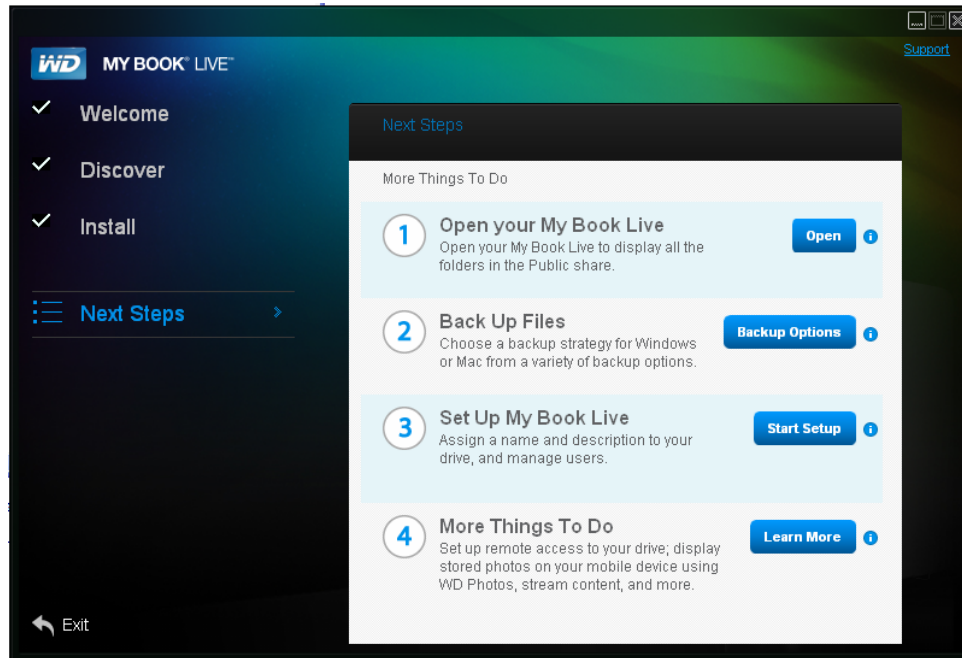 Support
WD MY BOOK® LIVE™
Welcome
Discover
Install
Next Steps
Exit
Next Steps
More Things To Do
1
Open your My Book Live
Open your My Book Live to display all the
folders in the Public share.
Open
2
Back Up Files
Choose a backup strategy for Windows
or Mac from a variety of backup options.
Backup Options
3
Set Up My Book Live
Assign a name and description to your
drive, and manage users.
Start Setup
4
More Things To Do
Set up remote access to your drive; display
stored photos on your mobile device using
WD Photos, stream content, and more.
Learn More